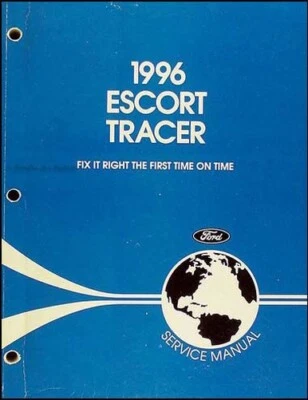 1996
ESCORT
TRACER
FIX IT RIGHT THE FIRST TIME ON TIME
Ford
SERVICE MANUAL